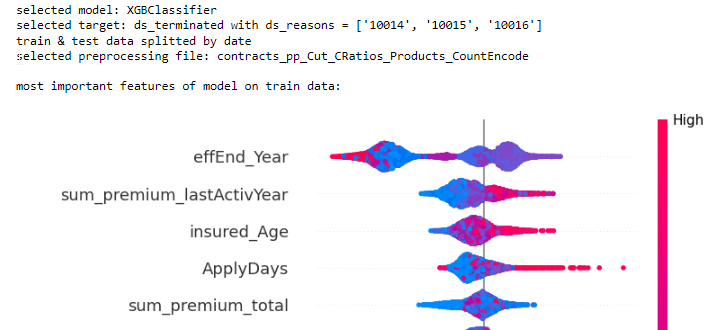 selected model: XGBClassifier
selected target: ds_terminated with ds_reasons = ['10014', '10015', '10016']
train & test data splitted by date
selected preprocessing file: contracts_pp_Cut_CRatios_Products_CountEncode
most important features of model on train data:
High
effEnd_Year
sum_premium_lastActivYear
insured_Age
ApplyDays
sum_premium_total